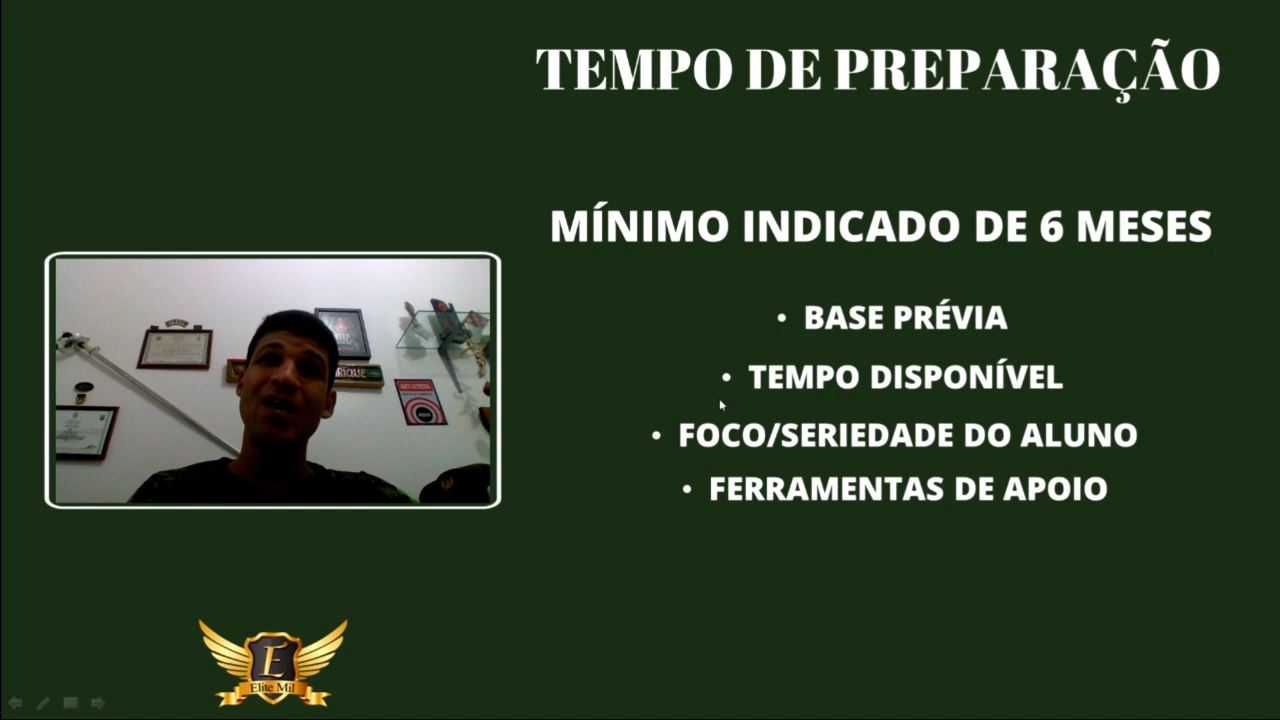 TEMPO DE PREPARAÇÃO
MÍNIMO INDICADO DE 6 MESES
• BASE PRÉVIA
• TEMPO DISPONÍVEL
• FOCO/SERIEDADE DO ALUNO
• FERRAMENTAS DE APOIO
E
Elite Mil